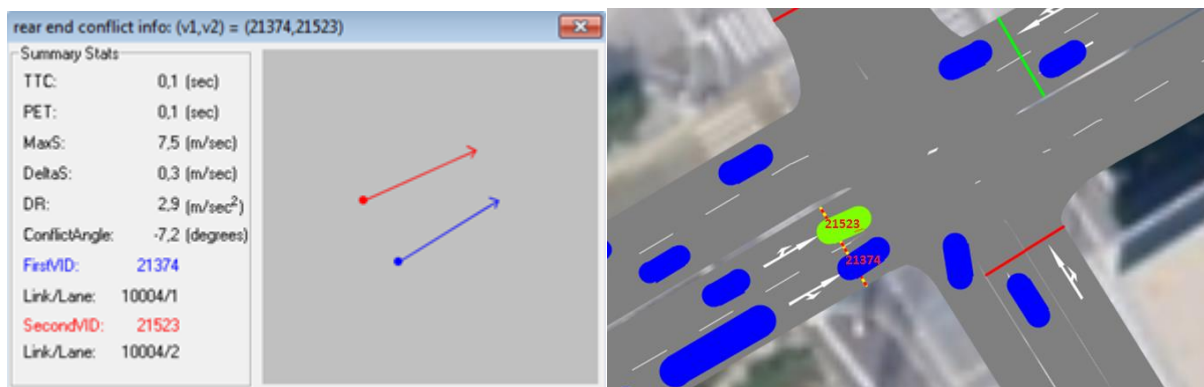 rear end conflict info: (v1,v2) = (21374,21523)
Summary Stats
TTC: 0,1 (sec)
PET: 0,1 (sec)
MaxS: 7,5 (m/sec)
DeltaS: 0,3 (m/sec)
DR: 2,9 (m/sec²)
ConflictAngle: -7,2 (degrees)
FirstVID: 21374
Link/Lane: 10004/1
SecondVID: 21523
Link/Lane: 10004/2
21523
21374